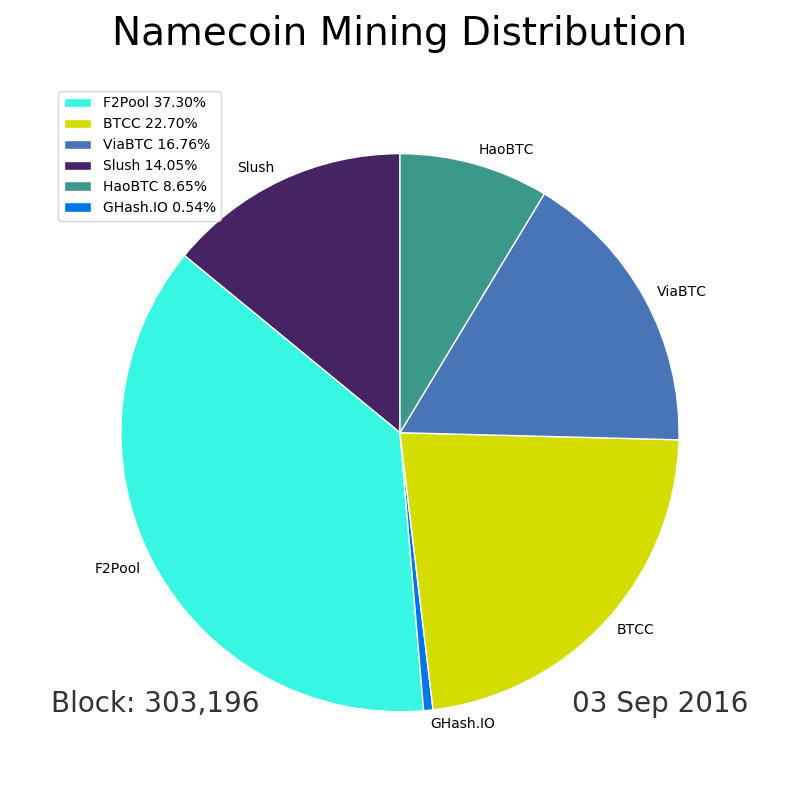 Namecoin Mining Distribution
F2Pool 37.30%
BTCC 22.70%
ViaBTC 16.76%
Slush 14.05%
HaoBTC 8.65%
GHash.IO 0.54%
HaoBTC
Slush
ViaBTC
F2Pool
BTCC
Block: 303,196
03 Sep 2016
GHash.IO